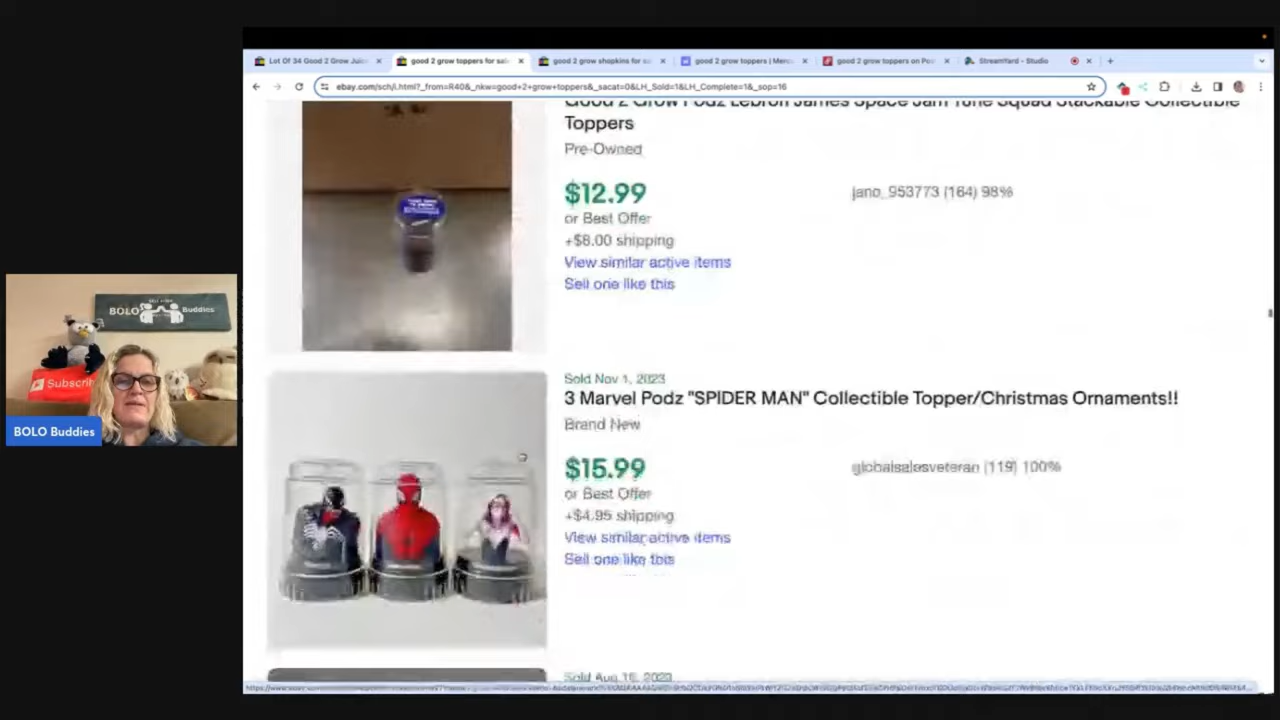 Lot Of 34 Good 2 Grow Juic
good 2 grow toppers for sal
good 2 grow shopkins for sa
good 2 grow toppers | Merc
good 2 grow toppers on Po
StreamYard - Studio
ebay.com/sch/i.html?_from=R40&_nkw=good+2+grow+toppers&_sacat=0&LH_Sold=1&LH_Complete=1&_sop=16
Good 2 Grow Podz Lebron James Space Jam Tune Squad Stackable Collectible
Toppers
Pre-Owned
$12.99
jano_953773 (164) 98%
or Best Offer
+$8.00 shipping
View similar active items
Sell one like this
Sold Nov 1, 2023
3 Marvel Podz "SPIDER MAN" Collectible Topper/Christmas Ornaments!!
Brand New
$15.99
globalsalesveteran (119) 100%
or Best Offer
+$4.95 shipping
View similar active items
Sell one like this
Sold Aug 16, 2023
BOLO Buddies
Subscri
BOLO Buddies